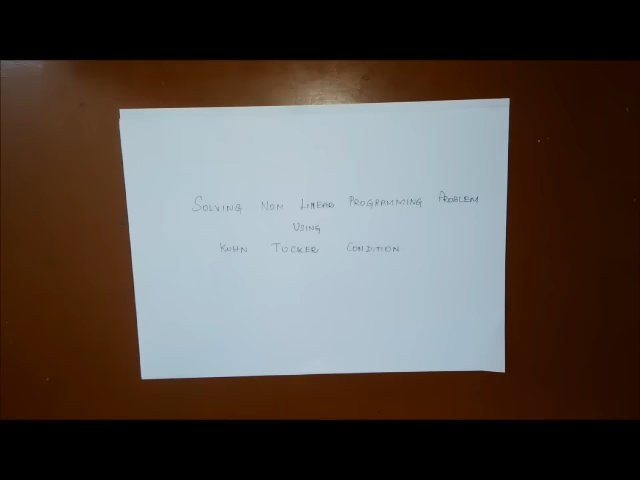 SOLVING NON LINEAR PROGRAMMING PROBLEM
USING
KUHN TUCKER CONDITION